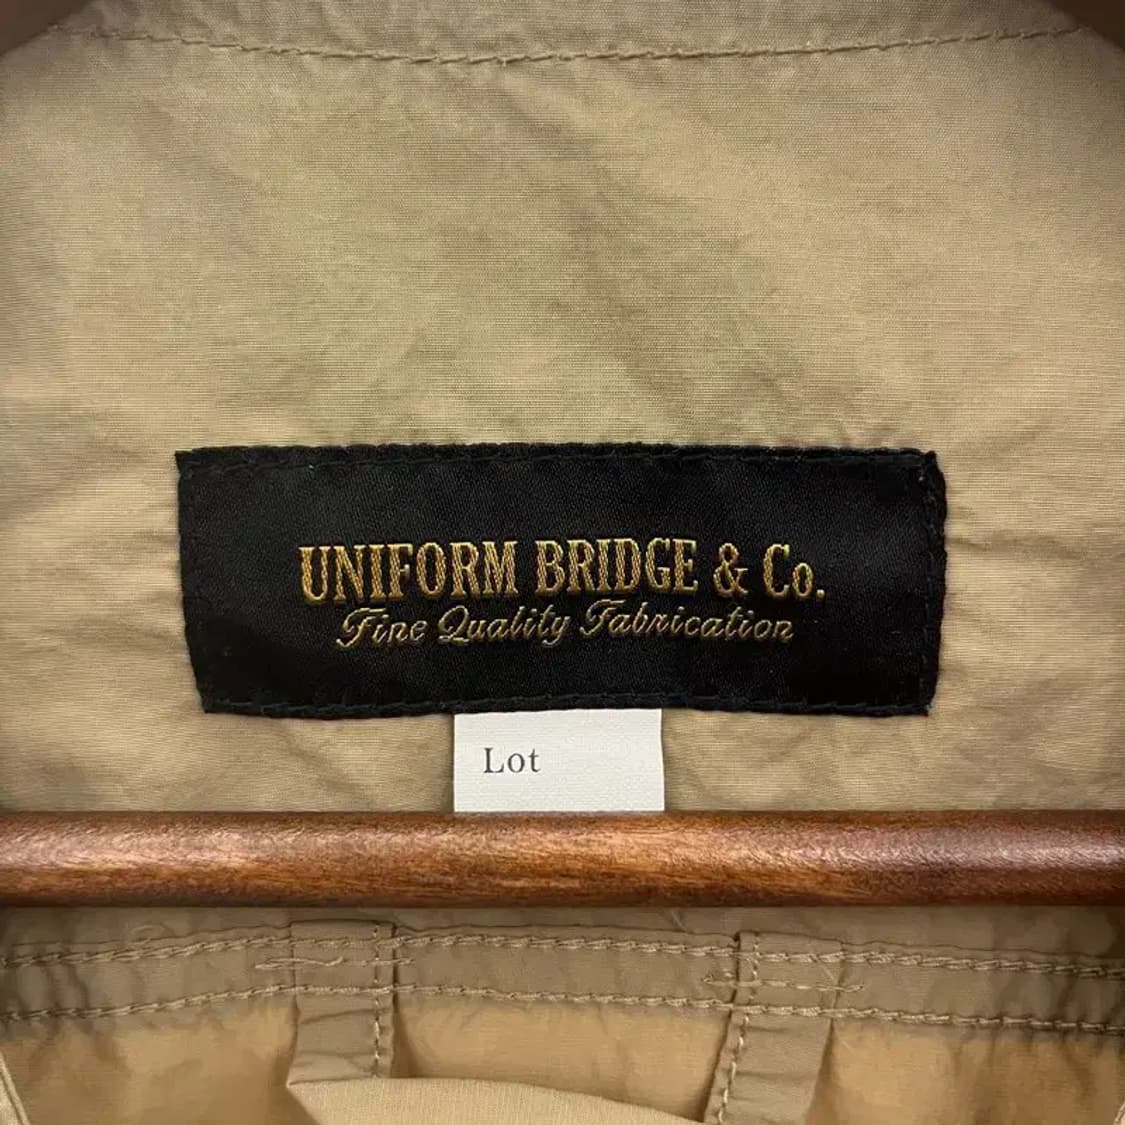 UNIFORM BRIDGE & Co.
Fine Quality Fabrication
Lot